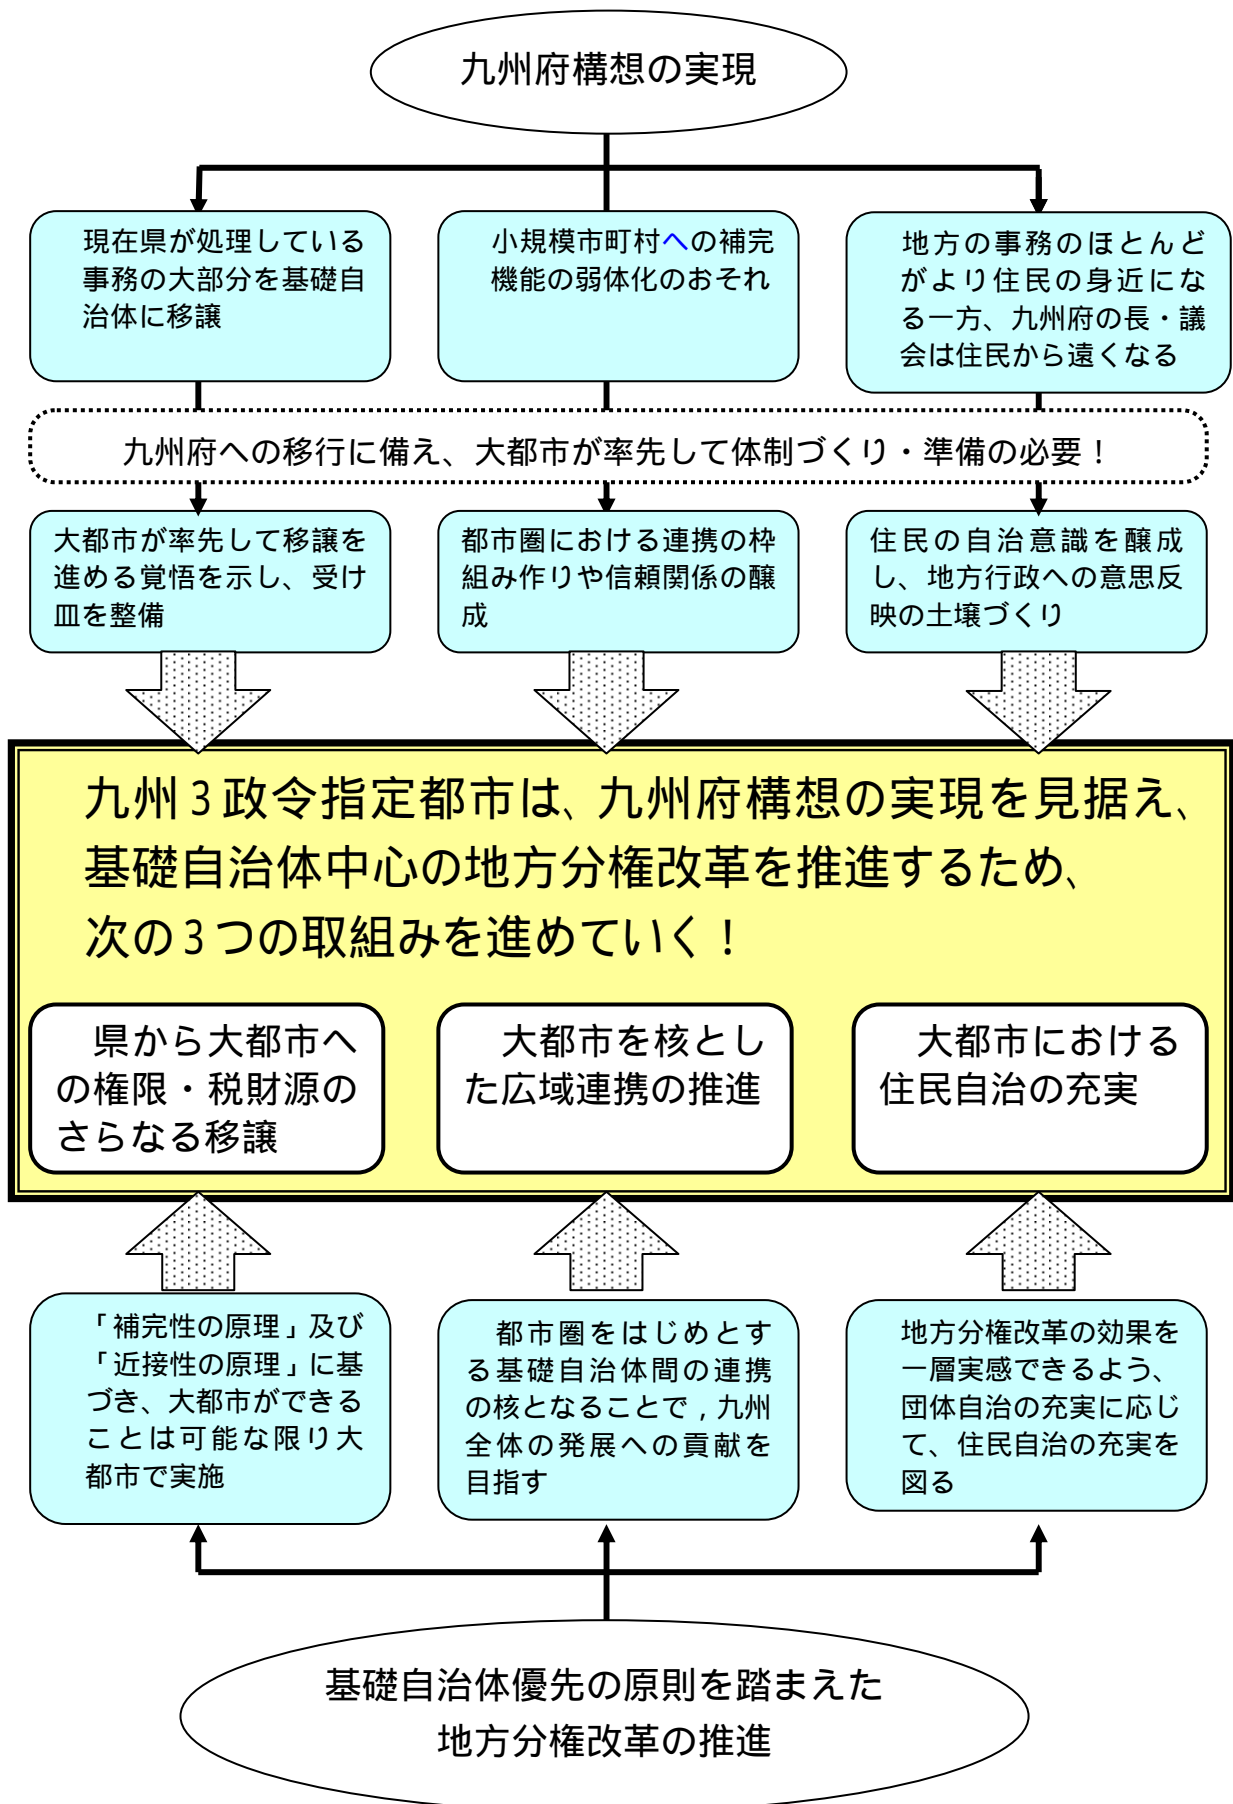 九州府構想の実現
現在県が処理している
事務の大部分を基礎自
治体に移譲
小規模市町村への補完
機能の弱体化のおそれ
地方の事務のほとんど
がより住民の身近にな
る一方、九州府の長・議
会は住民から遠くなる
九州府への移行に備え、大都市が率先して体制づくり・準備の必要！
大都市が率先して移譲を
進める覚悟を示し、受け
皿を整備
都市圏における連携の枠
組み作りや信頼関係の醸
成
住民の自治意識を醸成
し、地方行政への意思反
映の土壌づくり
九州３政令指定都市は、九州府構想の実現を見据え、
基礎自治体中心の地方分権改革を推進するため、
次の３つの取組みを進めていく！
県から大都市へ
の権限・税財源の
さらなる移譲
大都市を核とし
た広域連携の推進
大都市における
住民自治の充実
「補完性の原理」及び
「近接性の原理」に基
づき、大都市ができる
ことは可能な限り大
都市で実施
都市圏をはじめとす
る基礎自治体間の連携
の核となることで，九州
全体の発展への貢献を
目指す
地方分権改革の効果を
一層実感できるよう、
団体自治の充実に応じ
て、住民自治の充実を
図る
基礎自治体優先の原則を踏まえた
地方分権改革の推進